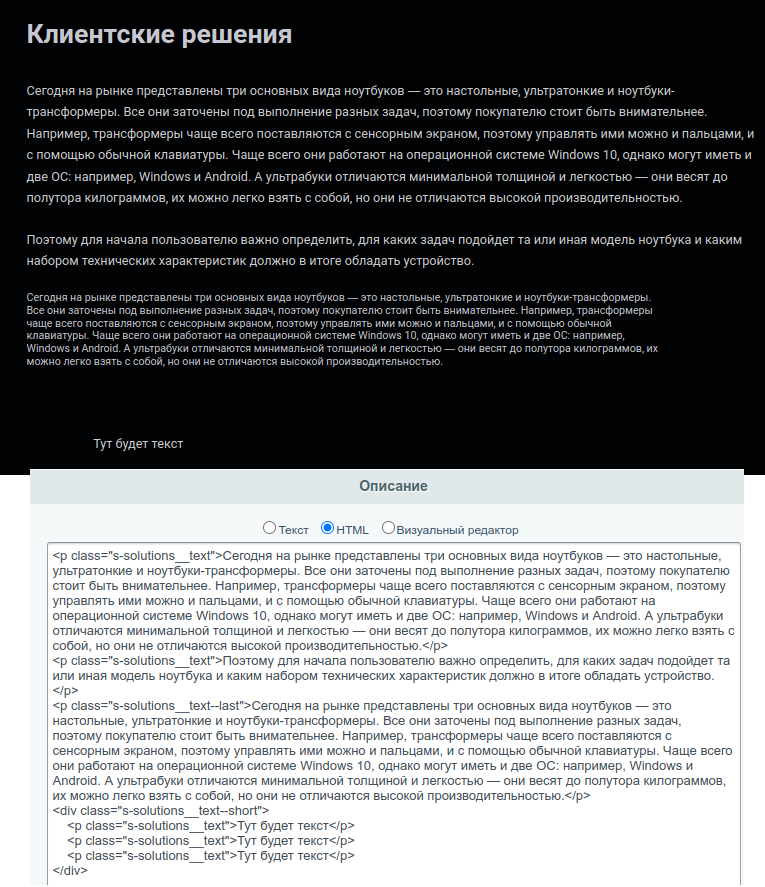 Клиентские решения
Сегодня на рынке представлены три основных вида ноутбуков — это настольные, ультратонкие и ноутбуки-
трансформеры. Все они заточены под выполнение разных задач, поэтому покупателю стоит быть внимательнее.
Например, трансформеры чаще всего поставляются с сенсорным экраном, поэтому управлять ими можно и пальцами, и
с помощью обычной клавиатуры. Чаще всего они работают на операционной системе Windows 10, однако могут иметь и
две ОС: например, Windows и Android. А ультрабуки отличаются минимальной толщиной и легкостью — они весят до
полутора килограммов, их можно легко взять с собой, но они не отличаются высокой производительностью.
Поэтому для начала пользователю важно определить, для каких задач подойдет та или иная модель ноутбука и каким
набором технических характеристик должно в итоге обладать устройство.
Сегодня на рынке представлены три основных вида ноутбуков — это настольные, ультратонкие и ноутбуки-трансформеры.
Все они заточены под выполнение разных задач, поэтому покупателю стоит быть внимательнее. Например, трансформеры
чаще всего поставляются с сенсорным экраном, поэтому управлять ими можно и пальцами, и с помощью обычной
клавиатуры. Чаще всего они работают на операционной системе Windows 10, однако могут иметь и две ОС: например,
Windows и Android. А ультрабуки отличаются минимальной толщиной и легкостью — они весят до полутора килограммов, их
можно легко взять с собой, но они не отличаются высокой производительностью.
Тут будет текст
Описание
Текст HTML Визуальный редактор
<p class="s-solutions__text">Сегодня на рынке представлены три основных вида ноутбуков — это настольные,
ультратонкие и ноутбуки-трансформеры. Все они заточены под выполнение разных задач, поэтому покупателю
стоит быть внимательнее. Например, трансформеры чаще всего поставляются с сенсорным экраном, поэтому
управлять ими можно и пальцами, и с помощью обычной клавиатуры. Чаще всего они работают на
операционной системе Windows 10, однако могут иметь и две ОС: например, Windows и Android. А ультрабуки
отличаются минимальной толщиной и легкостью — они весят до полутора килограммов, их можно легко взять с
собой, но они не отличаются высокой производительностью.</p>
<p class="s-solutions__text">Поэтому для начала пользователю важно определить, для каких задач подойдет та
или иная модель ноутбука и каким набором технических характеристик должно в итоге обладать устройство.
</p>
<p class="s-solutions__text--last">Сегодня на рынке представлены три основных вида ноутбуков — это
настольные, ультратонкие и ноутбуки-трансформеры. Все они заточены под выполнение разных задач,
поэтому покупателю стоит быть внимательнее. Например, трансформеры чаще всего поставляются с
сенсорным экраном, поэтому управлять ими можно и пальцами, и с помощью обычной клавиатуры. Чаще всего
они работают на операционной системе Windows 10, однако могут иметь и две ОС: например, Windows и
Android. А ультрабуки отличаются минимальной толщиной и легкостью — они весят до полутора килограммов,
их можно легко взять с собой, но они не отличаются высокой производительностью.</p>
<div class="s-solutions__text--short">
<p class="s-solutions__text">Тут будет текст</p>
<p class="s-solutions__text">Тут будет текст</p>
<p class="s-solutions__text">Тут будет текст</p>
</div>